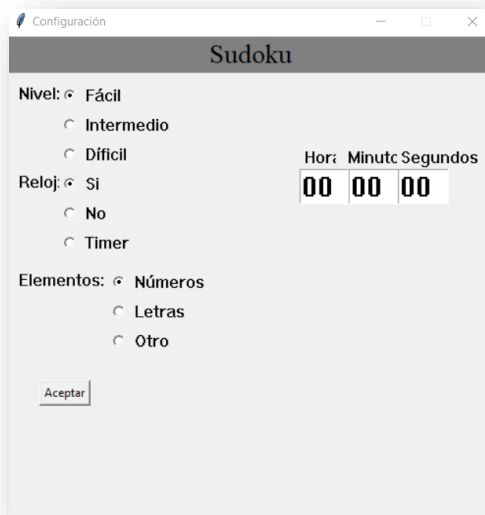 Configuración
Sudoku
Nivel: Fácil
Intermedio
Díficil
Hora Minuto Segundos
Reloj: Si
00 00 00
No
Timer
Elementos: Números
Letras
Otro
Aceptar